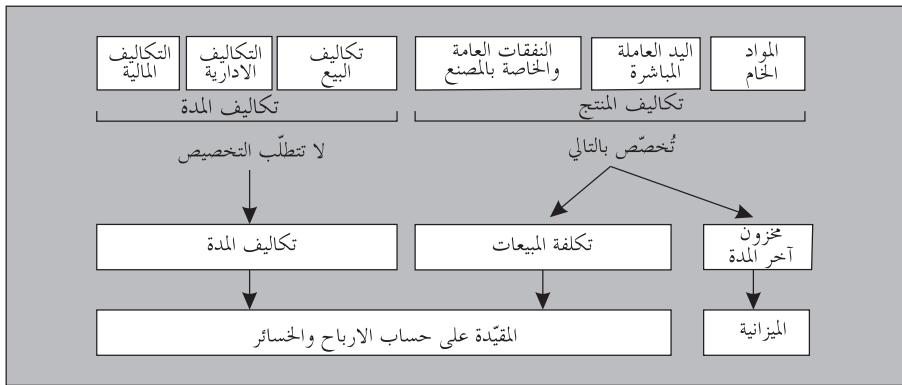 المواد
الخام
اليد العاملة
المباشرة
النفقات العامة
والخاصة بالمصنع
تكاليف
البيع
التكاليف
الادارية
التكاليف
المالية
تكاليف المنتج
تكاليف المدة
تُخصّص بالتالي
لا تتطلّب التخصيص
مخزون
آخر المدة
تكلفة المبيعات
تكاليف المدة
الميزانية
المقيّدة على حساب الارباح والخسائر